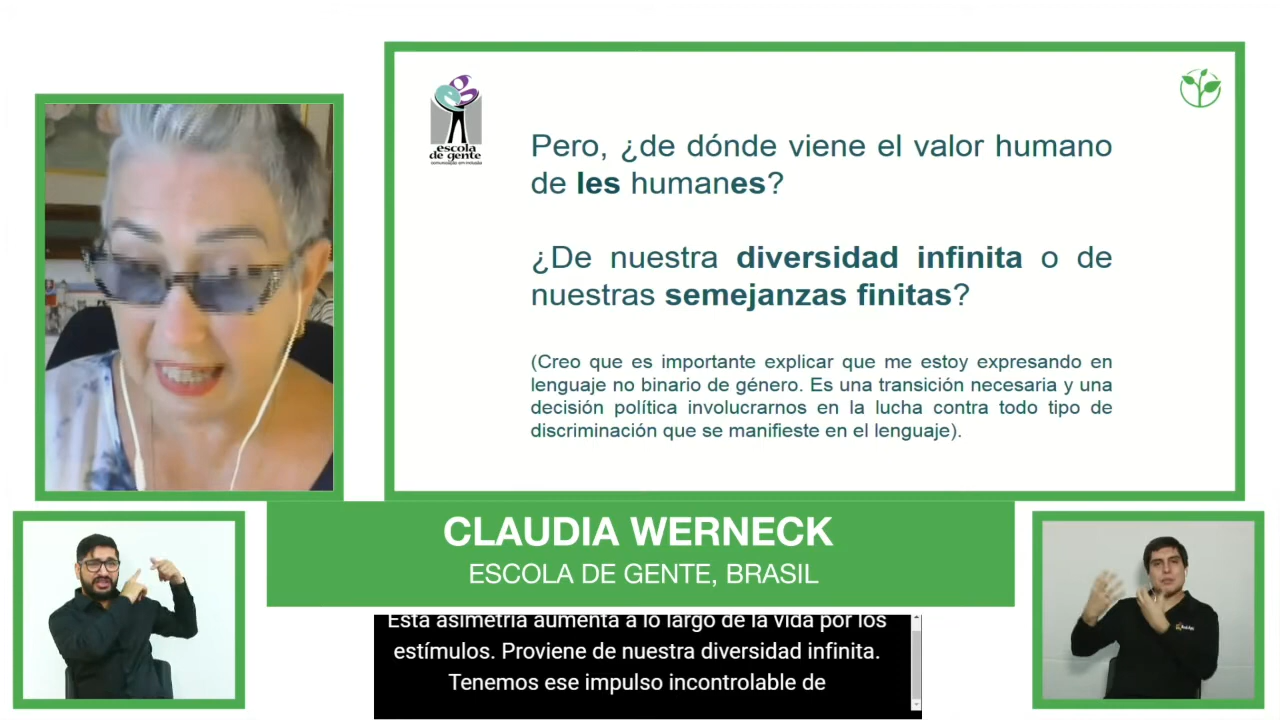 escola
de gente
comunicação em inclusão
Pero, ¿de dónde viene el valor humano
de les humanes?
¿De nuestra diversidad infinita o de
nuestras semejanzas finitas?
(Creo que es importante explicar que me estoy expresando en
lenguaje no binario de género. Es una transición necesaria y una
decisión política involucrarnos en la lucha contra todo tipo de
discriminación que se manifieste en el lenguaje).
CLAUDIA WERNECK
ESCOLA DE GENTE, BRASIL
Esta asimetría aumenta a lo largo de la vida por los
estímulos. Proviene de nuestra diversidad infinita.
Tenemos ese impulso incontrolable de